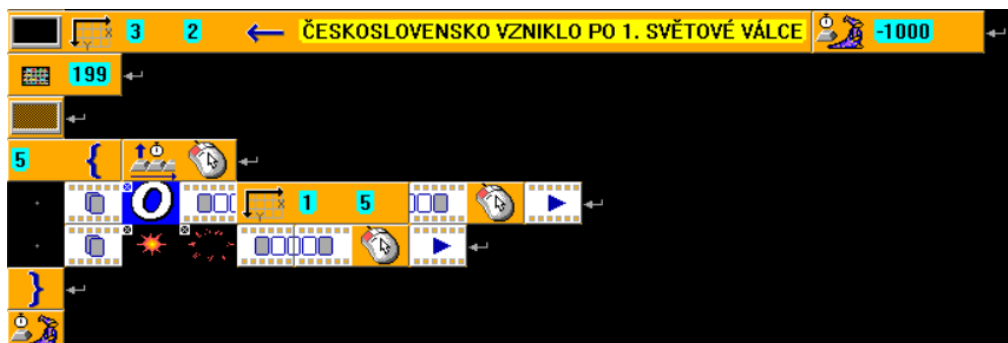 3 2 ← ČESKOSLOVENSKO VZNIKLO PO 1. SVĚTOVÉ VÁLCE -1000
199
5 {
O 1 5
}